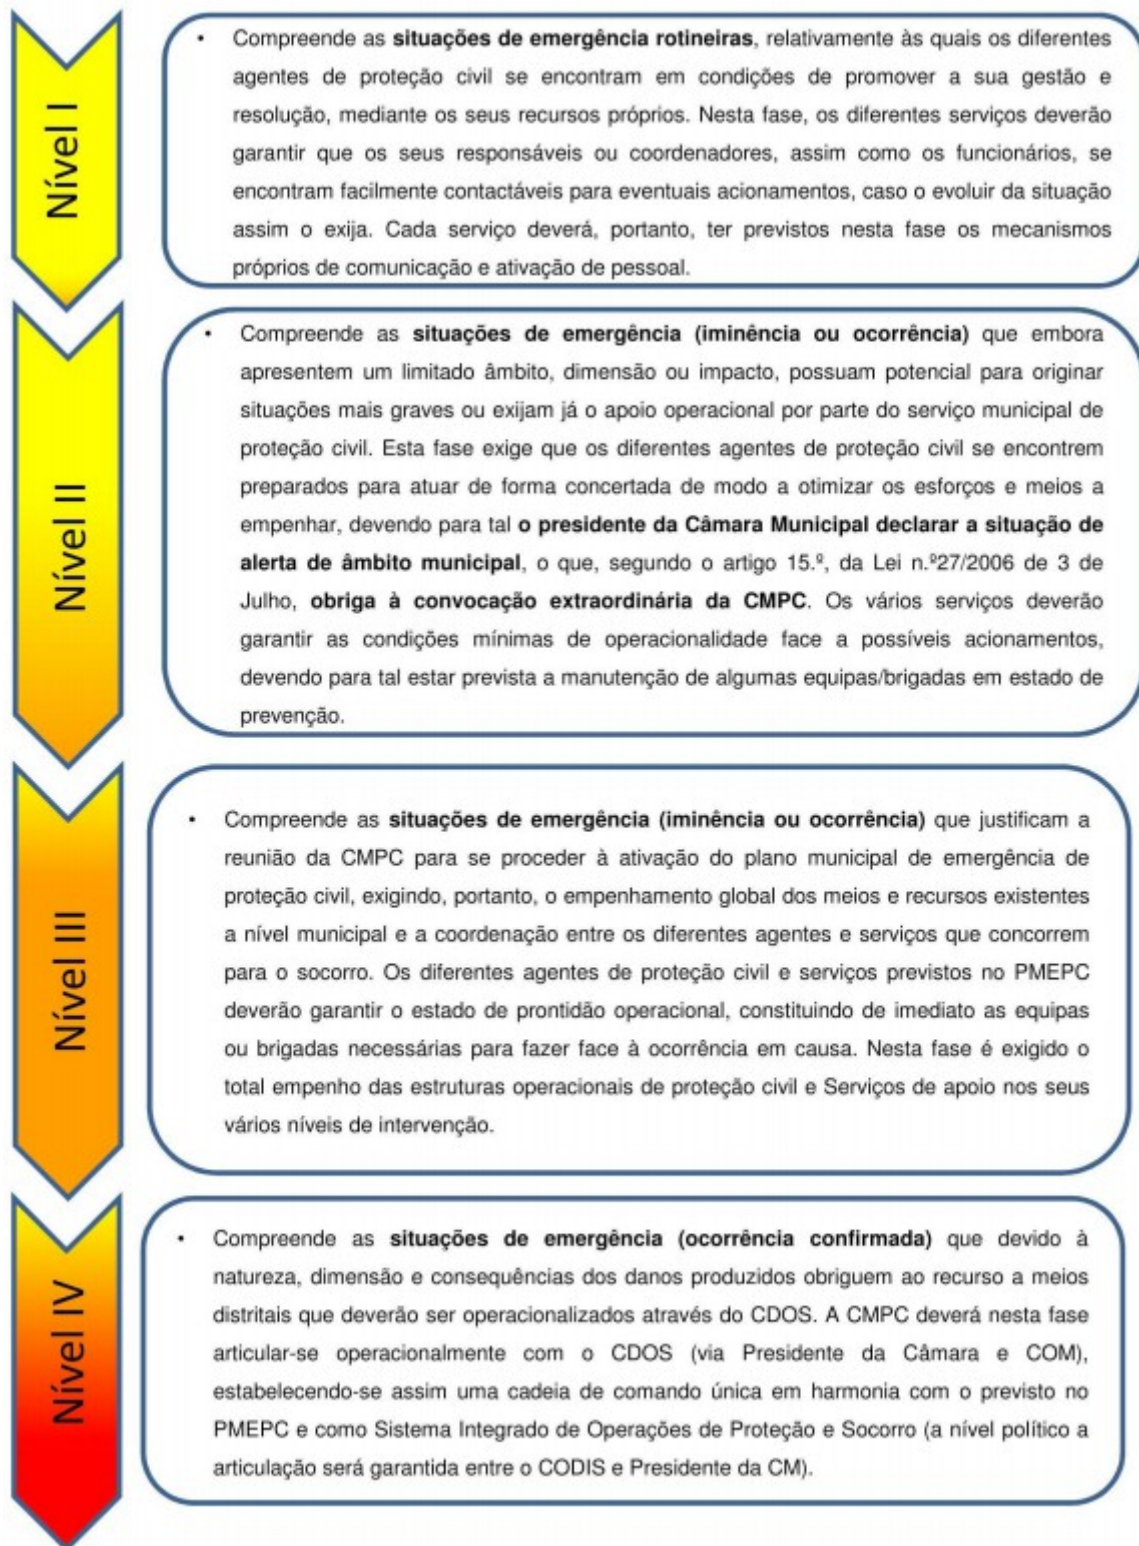 Nível I
• Compreende as situações de emergência rotineiras, relativamente às quais os diferentes
agentes de proteção civil se encontram em condições de promover a sua gestão e
resolução, mediante os seus recursos próprios. Nesta fase, os diferentes serviços deverão
garantir que os seus responsáveis ou coordenadores, assim como os funcionários, se
encontram facilmente contactáveis para eventuais acionamentos, caso o evoluir da situação
assim o exija. Cada serviço deverá, portanto, ter previstos nesta fase os mecanismos
próprios de comunicação e ativação de pessoal.
Nível II
• Compreende as situações de emergência (iminência ou ocorrência) que embora
apresentem um limitado âmbito, dimensão ou impacto, possuam potencial para originar
situações mais graves ou exijam já o apoio operacional por parte do serviço municipal de
proteção civil. Esta fase exige que os diferentes agentes de proteção civil se encontrem
preparados para atuar de forma concertada de modo a otimizar os esforços e meios a
empenhar, devendo para tal o presidente da Câmara Municipal declarar a situação de
alerta de âmbito municipal, o que, segundo o artigo 15.º, da Lei n.º27/2006 de 3 de
Julho, obriga à convocação extraordinária da CMPC. Os vários serviços deverão
garantir as condições mínimas de operacionalidade face a possíveis acionamentos,
devendo para tal estar prevista a manutenção de algumas equipas/brigadas em estado de
prevenção.
Nível III
• Compreende as situações de emergência (iminência ou ocorrência) que justificam a
reunião da CMPC para se proceder à ativação do plano municipal de emergência de
proteção civil, exigindo, portanto, o empenhamento global dos meios e recursos existentes
a nível municipal e a coordenação entre os diferentes agentes e serviços que concorrem
para o socorro. Os diferentes agentes de proteção civil e serviços previstos no PMEPC
deverão garantir o estado de prontidão operacional, constituindo de imediato as equipas
ou brigadas necessárias para fazer face à ocorrência em causa. Nesta fase é exigido o
total empenho das estruturas operacionais de proteção civil e Serviços de apoio nos seus
vários níveis de intervenção.
Nível IV
• Compreende as situações de emergência (ocorrência confirmada) que devido à
natureza, dimensão e consequências dos danos produzidos obriguem ao recurso a meios
distritais que deverão ser operacionalizados através do CDOS. A CMPC deverá nesta fase
articular-se operacionalmente com o CDOS (via Presidente da Câmara e COM),
estabelecendo-se assim uma cadeia de comando única em harmonia com o previsto no
PMEPC e como Sistema Integrado de Operações de Proteção e Socorro (a nível político a
articulação será garantida entre o CODIS e Presidente da CM).